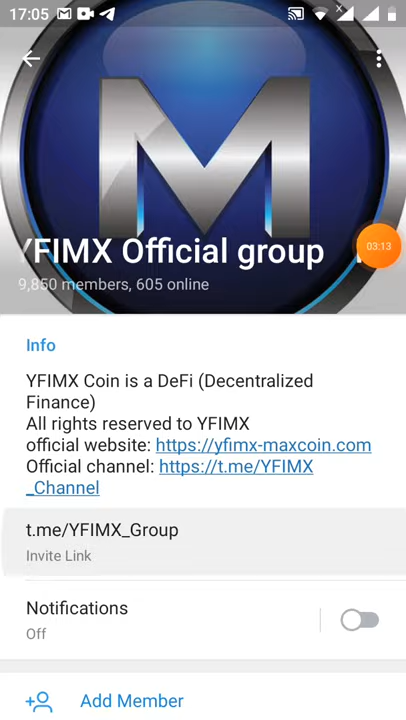 17:05
M
YFIMX Official group
03:13
9,850 members, 605 online
Info
YFIMX Coin is a DeFi (Decentralized
Finance)
All rights reserved to YFIMX
official website: https://yfimx-maxcoin.com
Official channel: https://t.me/YFIMX
_Channel
t.me/YFIMX_Group
Invite Link
Notifications
Off
Add Member